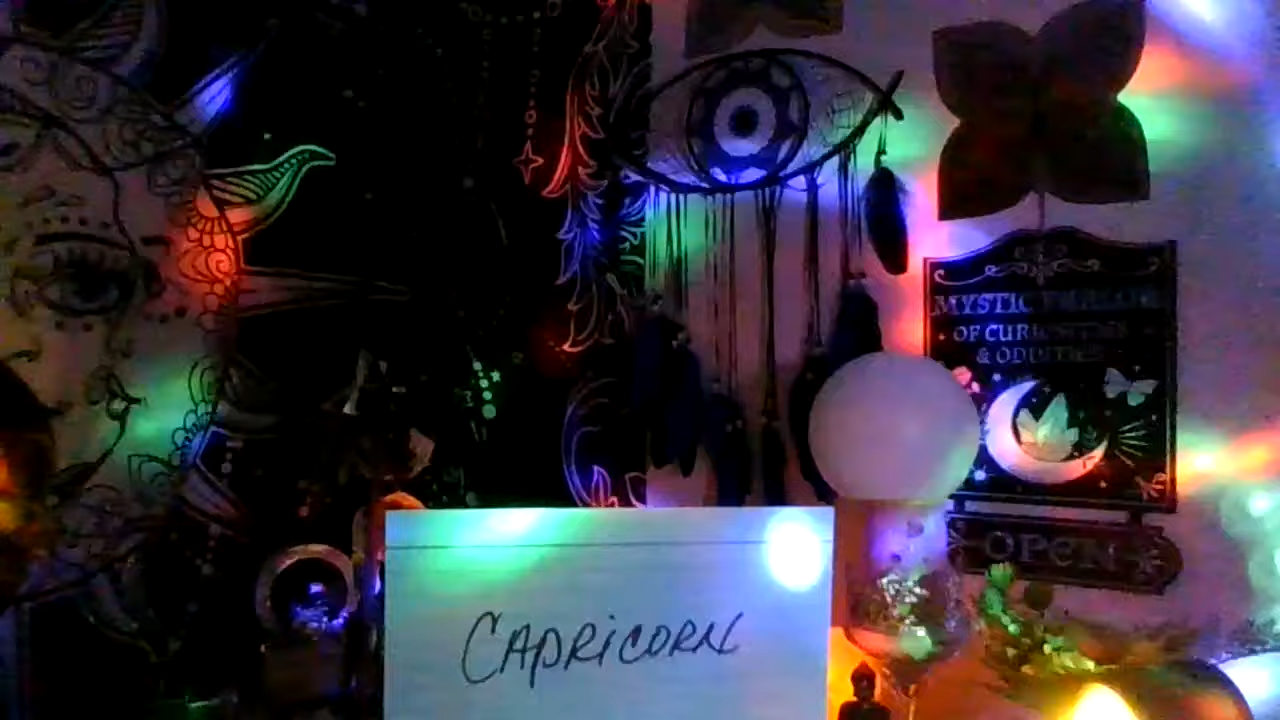 MYSTIC
OF CURIOSITIES
& ODDITIES
OPEN
CAPRICORN